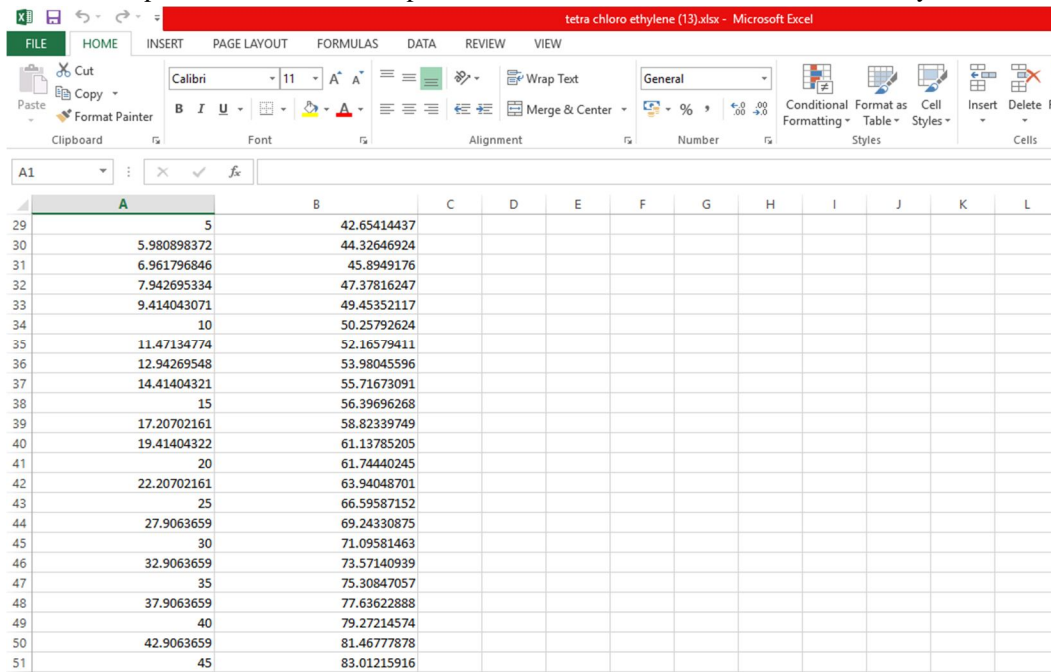 tetra chloro ethylene (13).xlsx - Microsoft Excel
FILE HOME INSERT PAGE LAYOUT FORMULAS DATA REVIEW VIEW
Cut
Copy
Format Painter
Paste
Calibri 11
B I U
Wrap Text
Merge & Center
General
Conditional Formatting
Format as Table
Cell Styles
Insert
Delete
Clipboard Font Alignment Number Styles Cells
A1 fx
A B C D E F G H I J K L
29 5 42.65414437
30 5.980898372 44.32646924
31 6.961796846 45.8949176
32 7.942695334 47.37816247
33 9.414043071 49.45352117
34 10 50.25792624
35 11.47134774 52.16579411
36 12.94269548 53.98045596
37 14.41404321 55.71673091
38 15 56.39696268
39 17.20702161 58.82339749
40 19.41404322 61.13785205
41 20 61.74440245
42 22.20702161 63.94048701
43 25 66.59587152
44 27.9063659 69.24330875
45 30 71.09581463
46 32.9063659 73.57140939
47 35 75.30847057
48 37.9063659 77.63622888
49 40 79.27214574
50 42.9063659 81.46777878
51 45 83.01215916